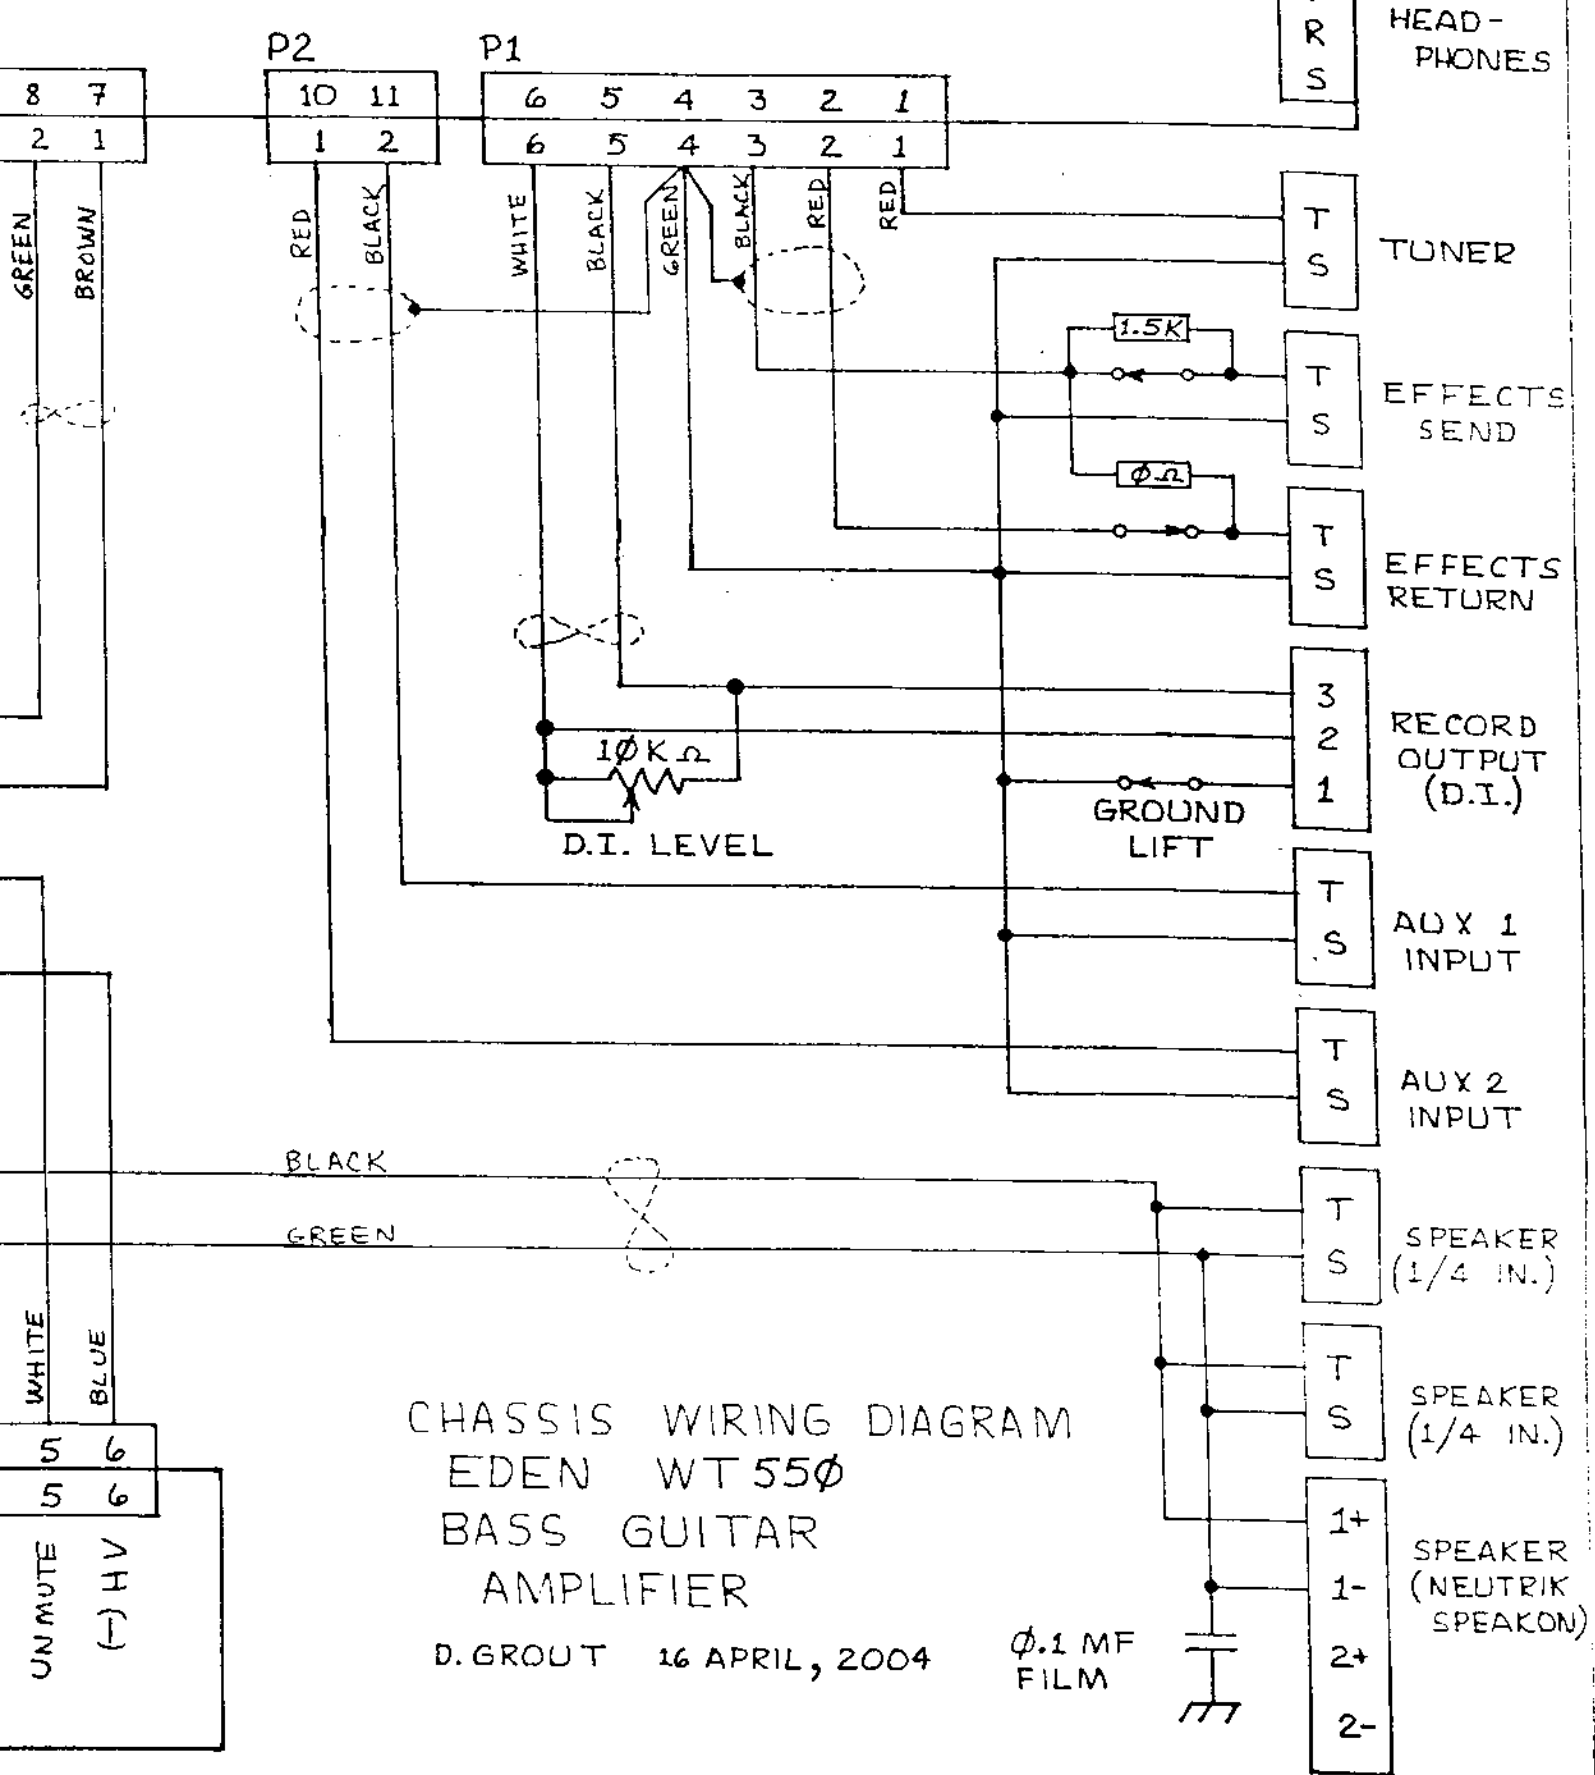 R
S
HEAD-
PHONES
P2
P1
8 7
2 1
10 11
1 2
6 5 4 3 2 1
6 5 4 3 2 1
GREEN
BROWN
RED
BLACK
WHITE
BLACK
GREEN
BLACK
RED
RED
T
S
TUNER
1.5K
T
S
EFFECTS
SEND
Ø Ω
T
S
EFFECTS
RETURN
3
2
1
RECORD
OUTPUT
(D.I.)
1ØKΩ
D.I. LEVEL
GROUND
LIFT
T
S
AUX 1
INPUT
T
S
AUX 2
INPUT
BLACK
GREEN
T
S
SPEAKER
(1/4 IN.)
T
S
SPEAKER
(1/4 IN.)
WHITE
BLUE
5 6
5 6
UNMUTE
(-) HV
1+
1-
2+
2-
SPEAKER
(NEUTRIK
SPEAKON)
Ø.1 MF
FILM
CHASSIS WIRING DIAGRAM
EDEN WT55Ø
BASS GUITAR
AMPLIFIER
D. GROUT 16 APRIL, 2004